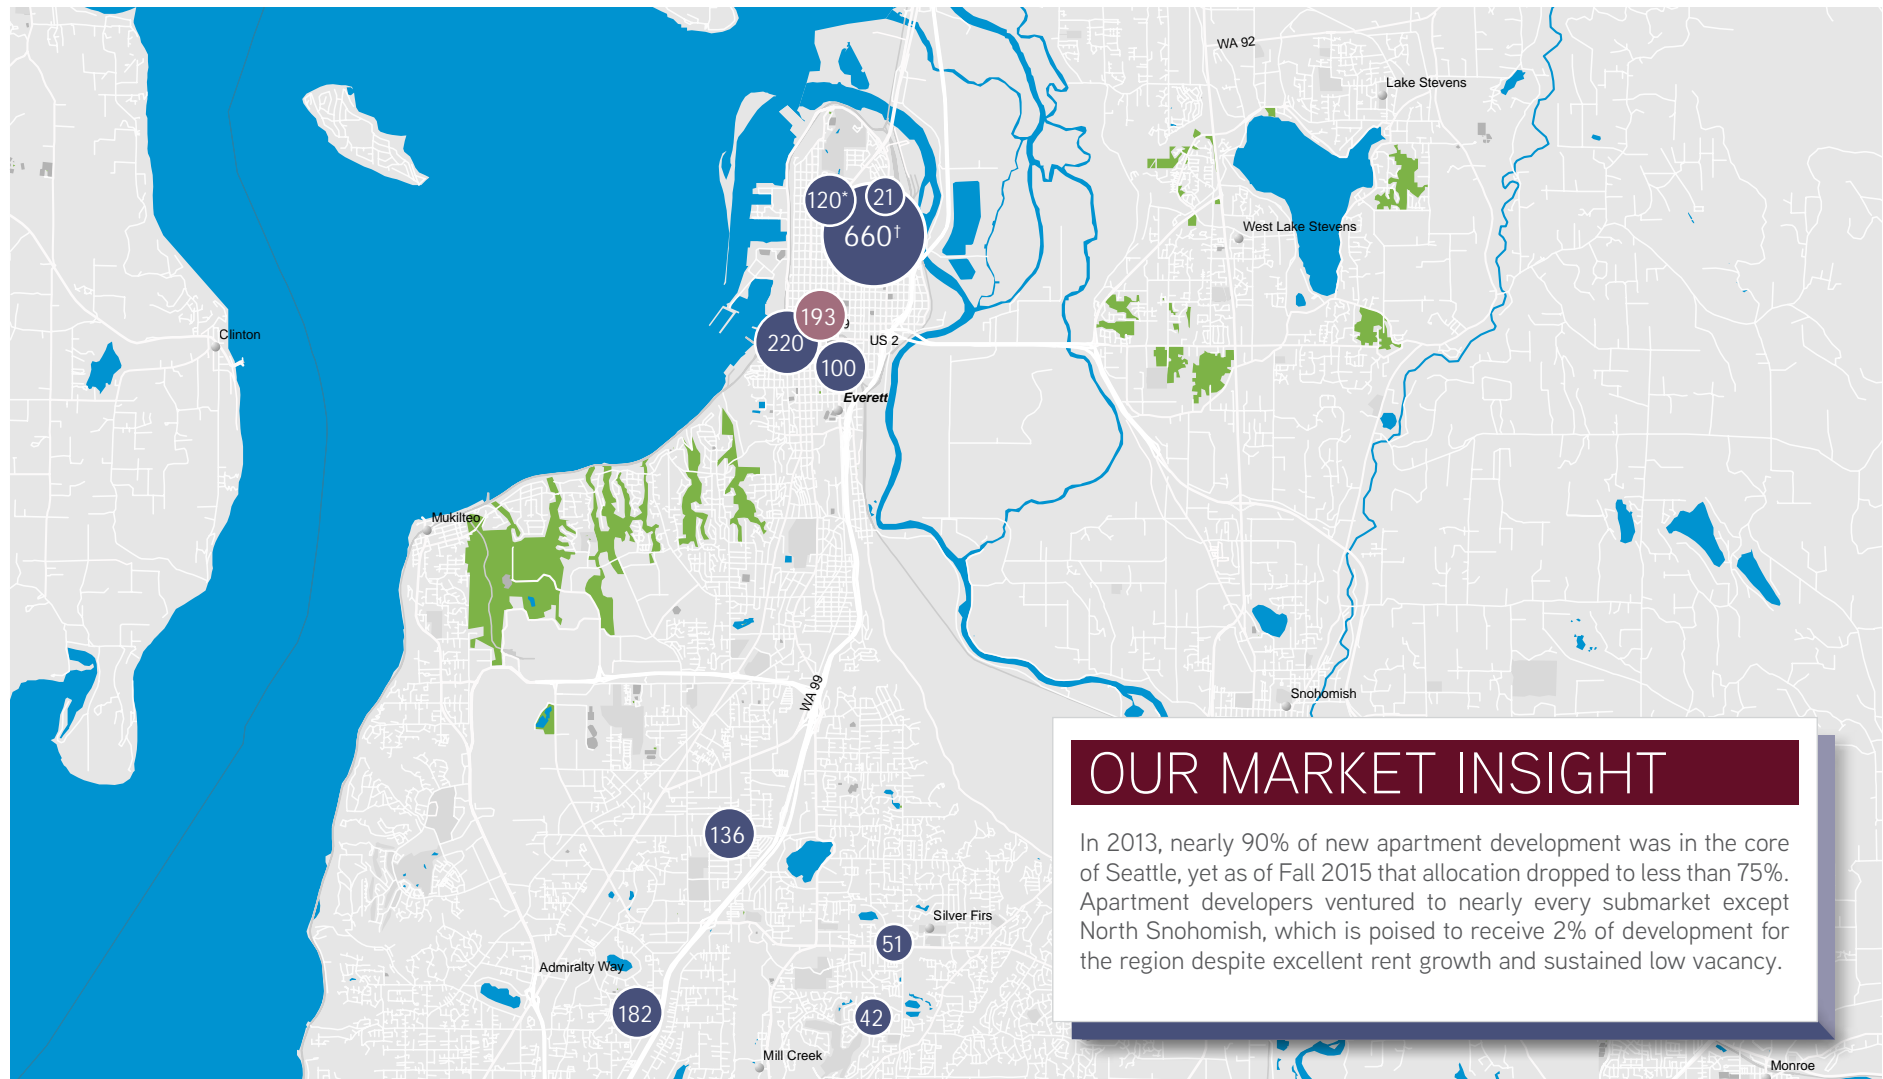 WA 92
Lake Stevens
120*
21
660†
West Lake Stevens
193
9
Clinton
220
US 2
100
Everett
Mukilteo
WA 99
Snohomish
OUR MARKET INSIGHT
In 2013, nearly 90% of new apartment development was in the core
of Seattle, yet as of Fall 2015 that allocation dropped to less than 75%.
Apartment developers ventured to nearly every submarket except
North Snohomish, which is poised to receive 2% of development for
the region despite excellent rent growth and sustained low vacancy.
136
Silver Firs
51
Admiralty Way
182
42
Mill Creek
Monroe